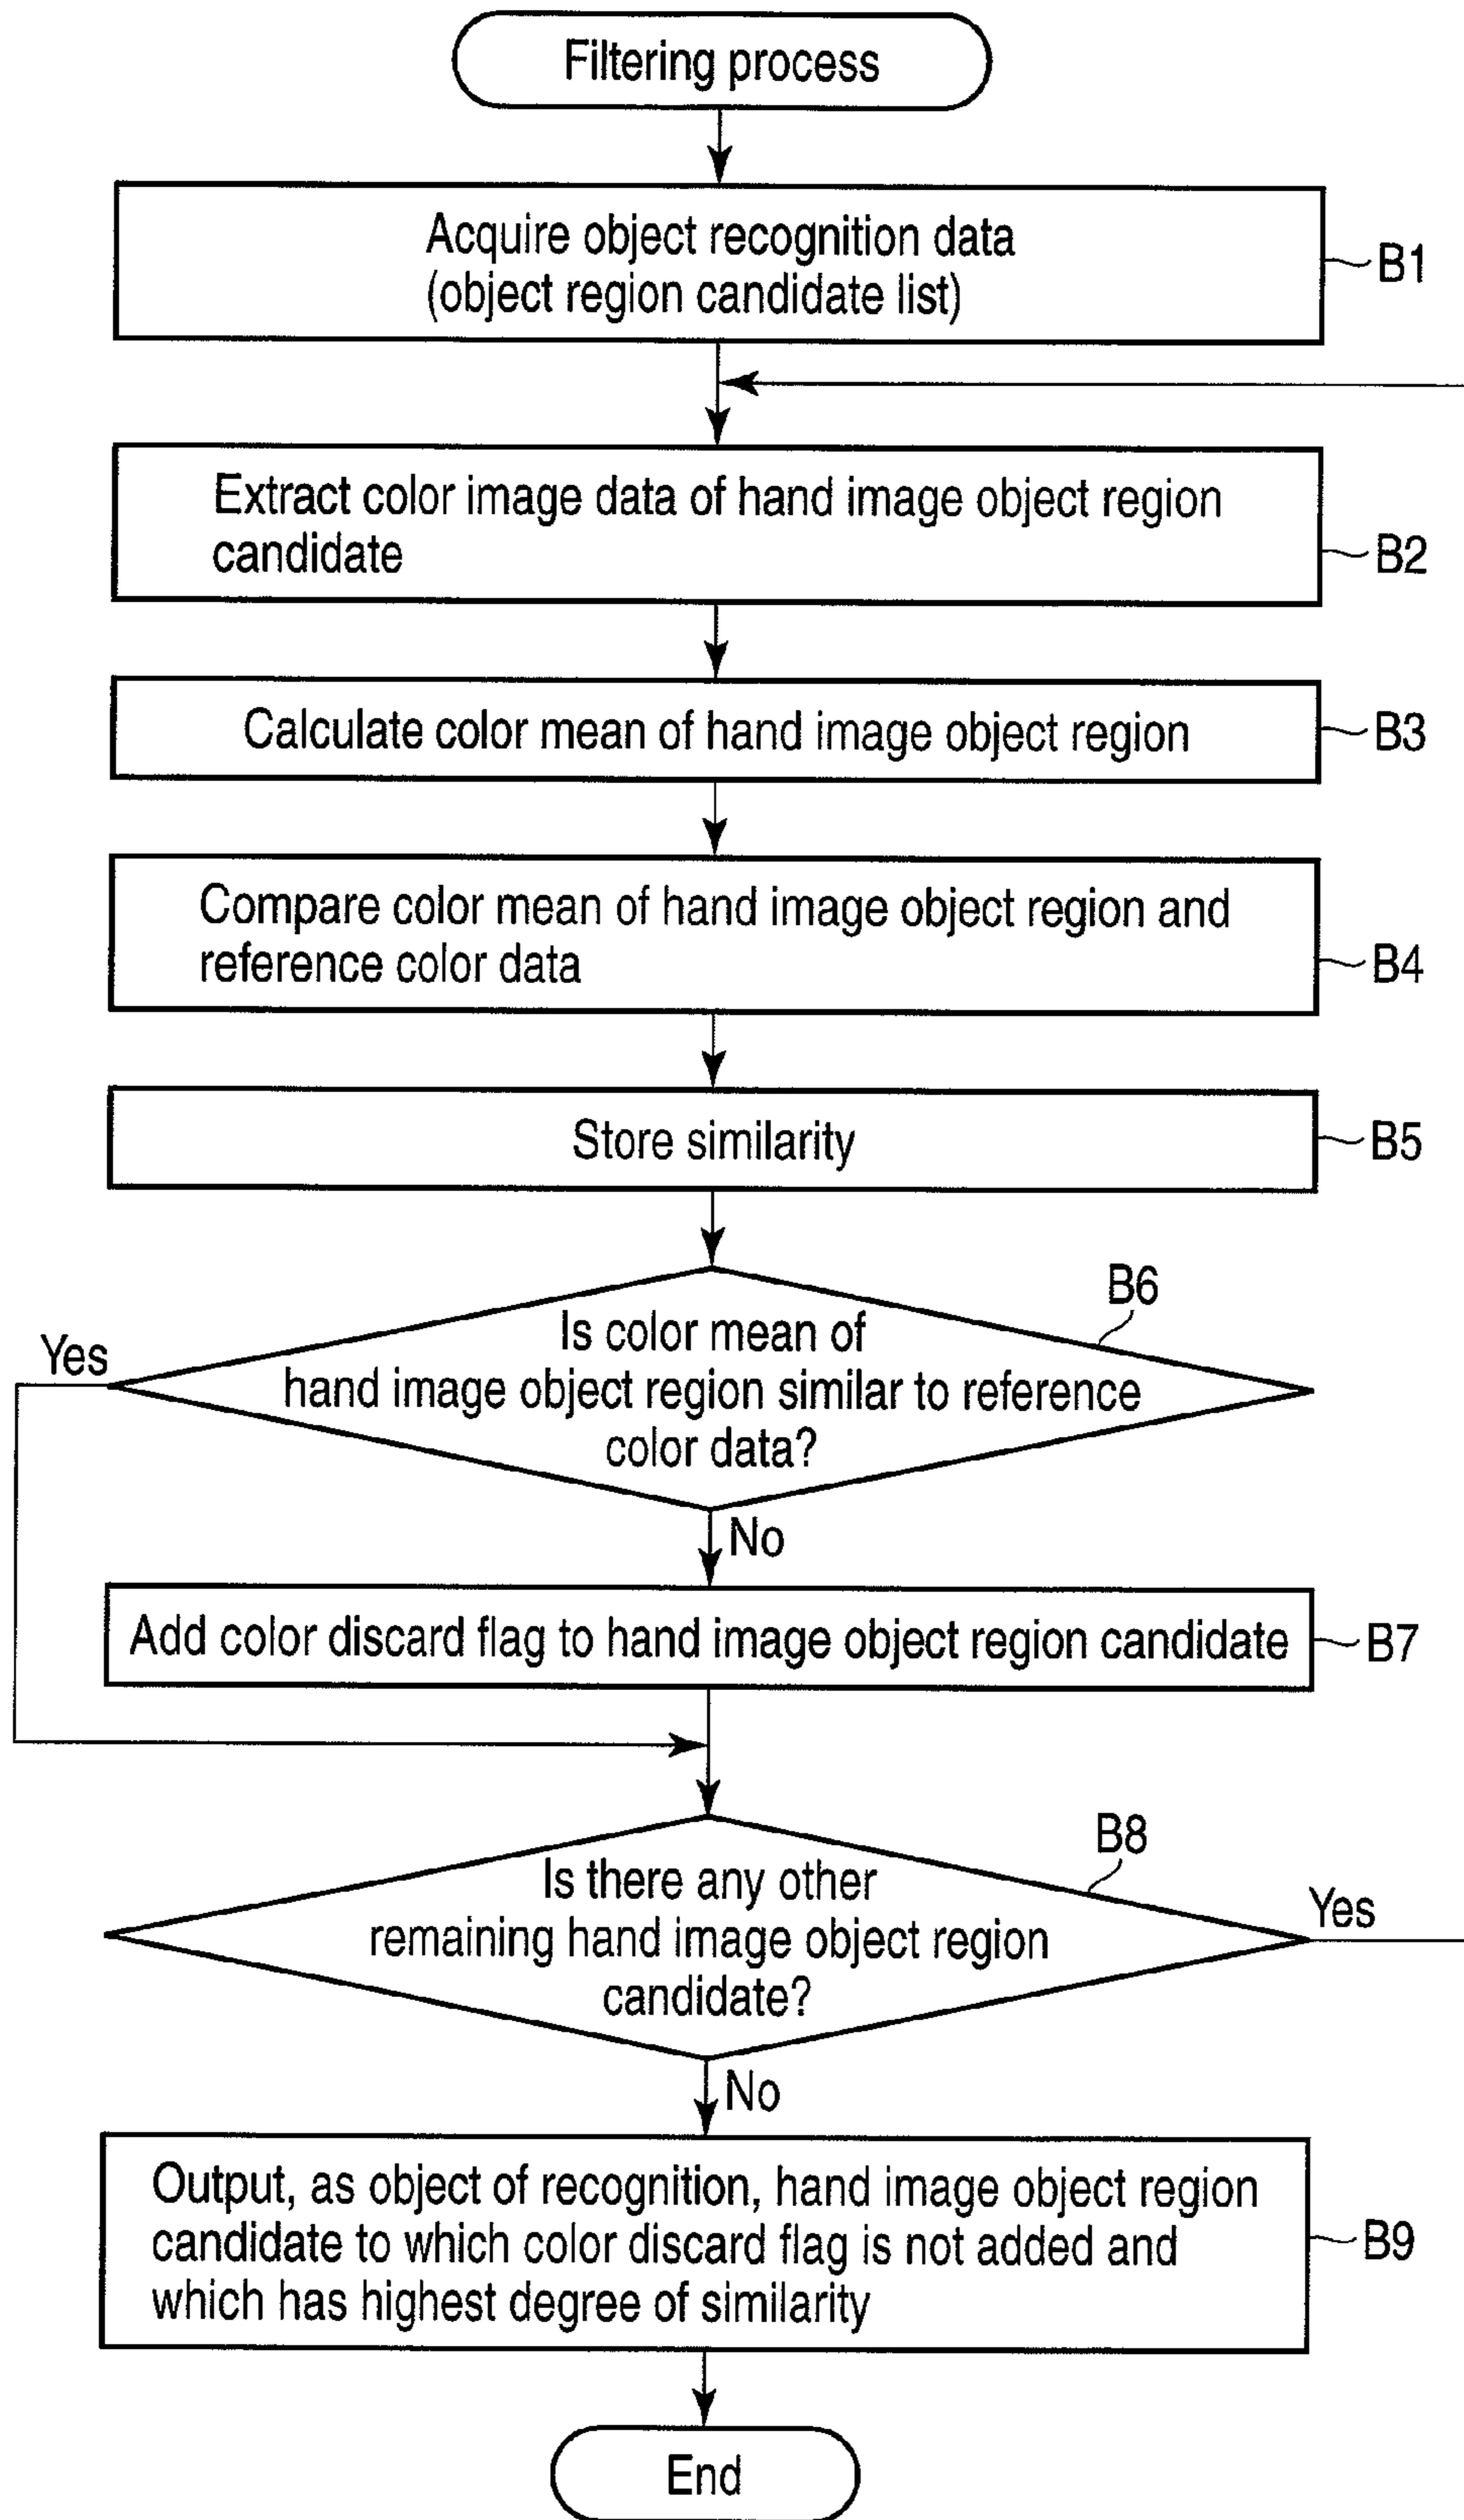 Filtering process
Acquire object recognition data
(object region candidate list)
B1
Extract color image data of hand image object region
candidate
B2
Calculate color mean of hand image object region
B3
Compare color mean of hand image object region and
reference color data
B4
Store similarity
B5
B6
Is color mean of
hand image object region similar to reference
color data?
Yes
No
Add color discard flag to hand image object region candidate
B7
B8
Is there any other
remaining hand image object region
candidate?
Yes
No
Output, as object of recognition, hand image object region
candidate to which color discard flag is not added and
which has highest degree of similarity
B9
End